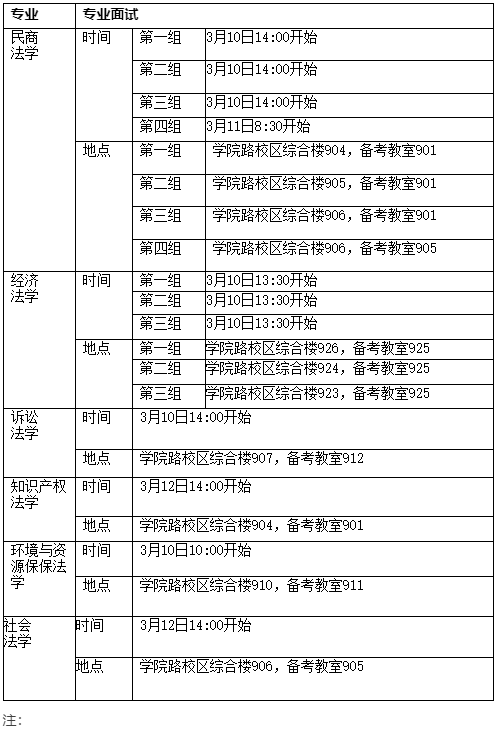 专业 专业面试
民商 时间 第一组 3月10日14:00开始
法学
第二组 3月10日14:00开始
第三组 3月10日14:00开始
第四组 3月11日8:30开始
地点 第一组 学院路校区综合楼904，备考教室901
第二组 学院路校区综合楼905，备考教室901
第三组 学院路校区综合楼906，备考教室901
第四组 学院路校区综合楼906，备考教室905
经济 时间 第一组 3月10日13:30开始
法学 第二组 3月10日13:30开始
第三组 3月10日13:30开始
地点 第一组 学院路校区综合楼926，备考教室925
第二组 学院路校区综合楼924，备考教室925
第三组 学院路校区综合楼923，备考教室925
诉讼 时间 3月10日14:00开始
法学
地点 学院路校区综合楼907，备考教室912
知识产权 时间 3月12日14:00开始
法学
地点 学院路校区综合楼904，备考教室901
环境与资 时间 3月10日10:00开始
源保保法
学 地点 学院路校区综合楼910，备考教室911
社会 时间 3月12日14:00开始
法学
地点 学院路校区综合楼906，备考教室905
注：